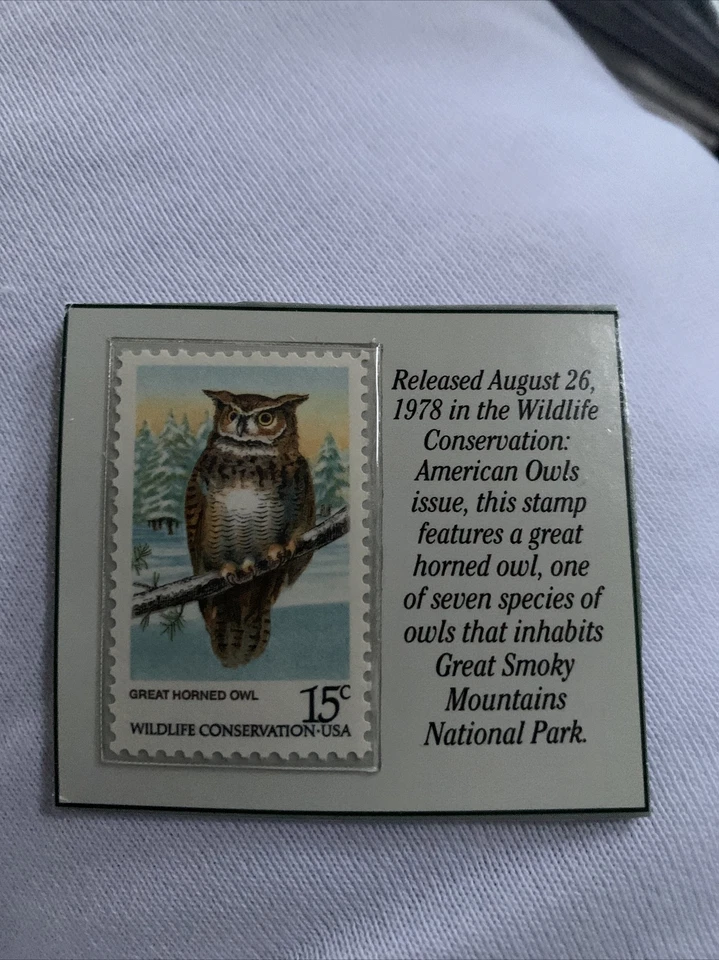 GREAT HORNED OWL
15c
WILDLIFE CONSERVATION·USA
Released August 26,
1978 in the Wildlife
Conservation:
American Owls
issue, this stamp
features a great
horned owl, one
of seven species of
owls that inhabits
Great Smoky
Mountains
National Park.